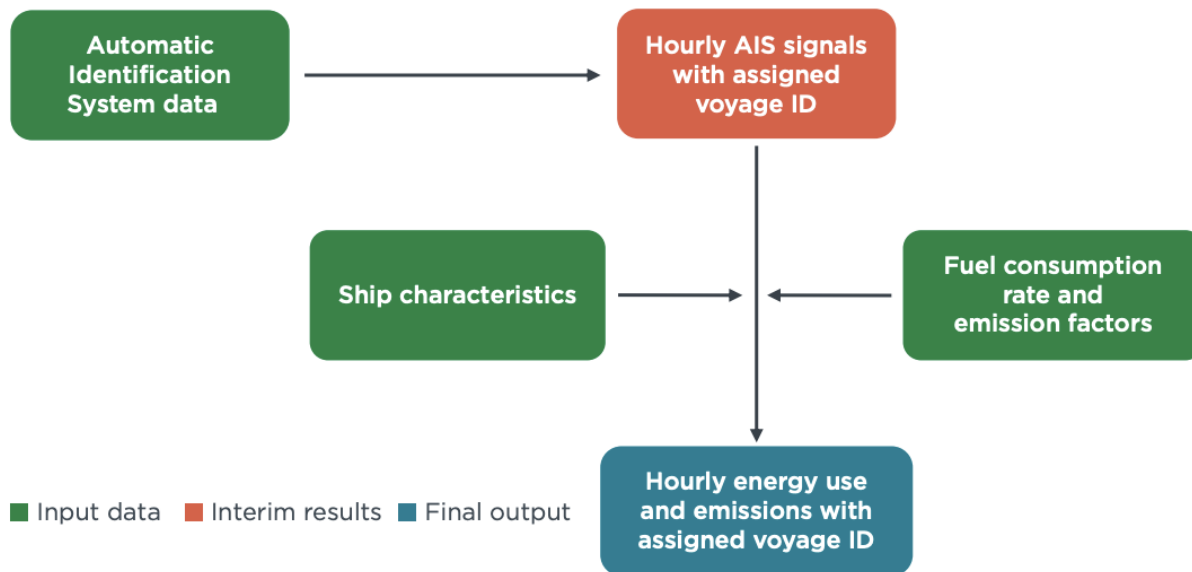 Automatic
Identification
System data
Hourly AIS signals
with assigned
voyage ID
Ship characteristics
Fuel consumption
rate and
emission factors
Hourly energy use
and emissions with
assigned voyage ID
Input data
Interim results
Final output